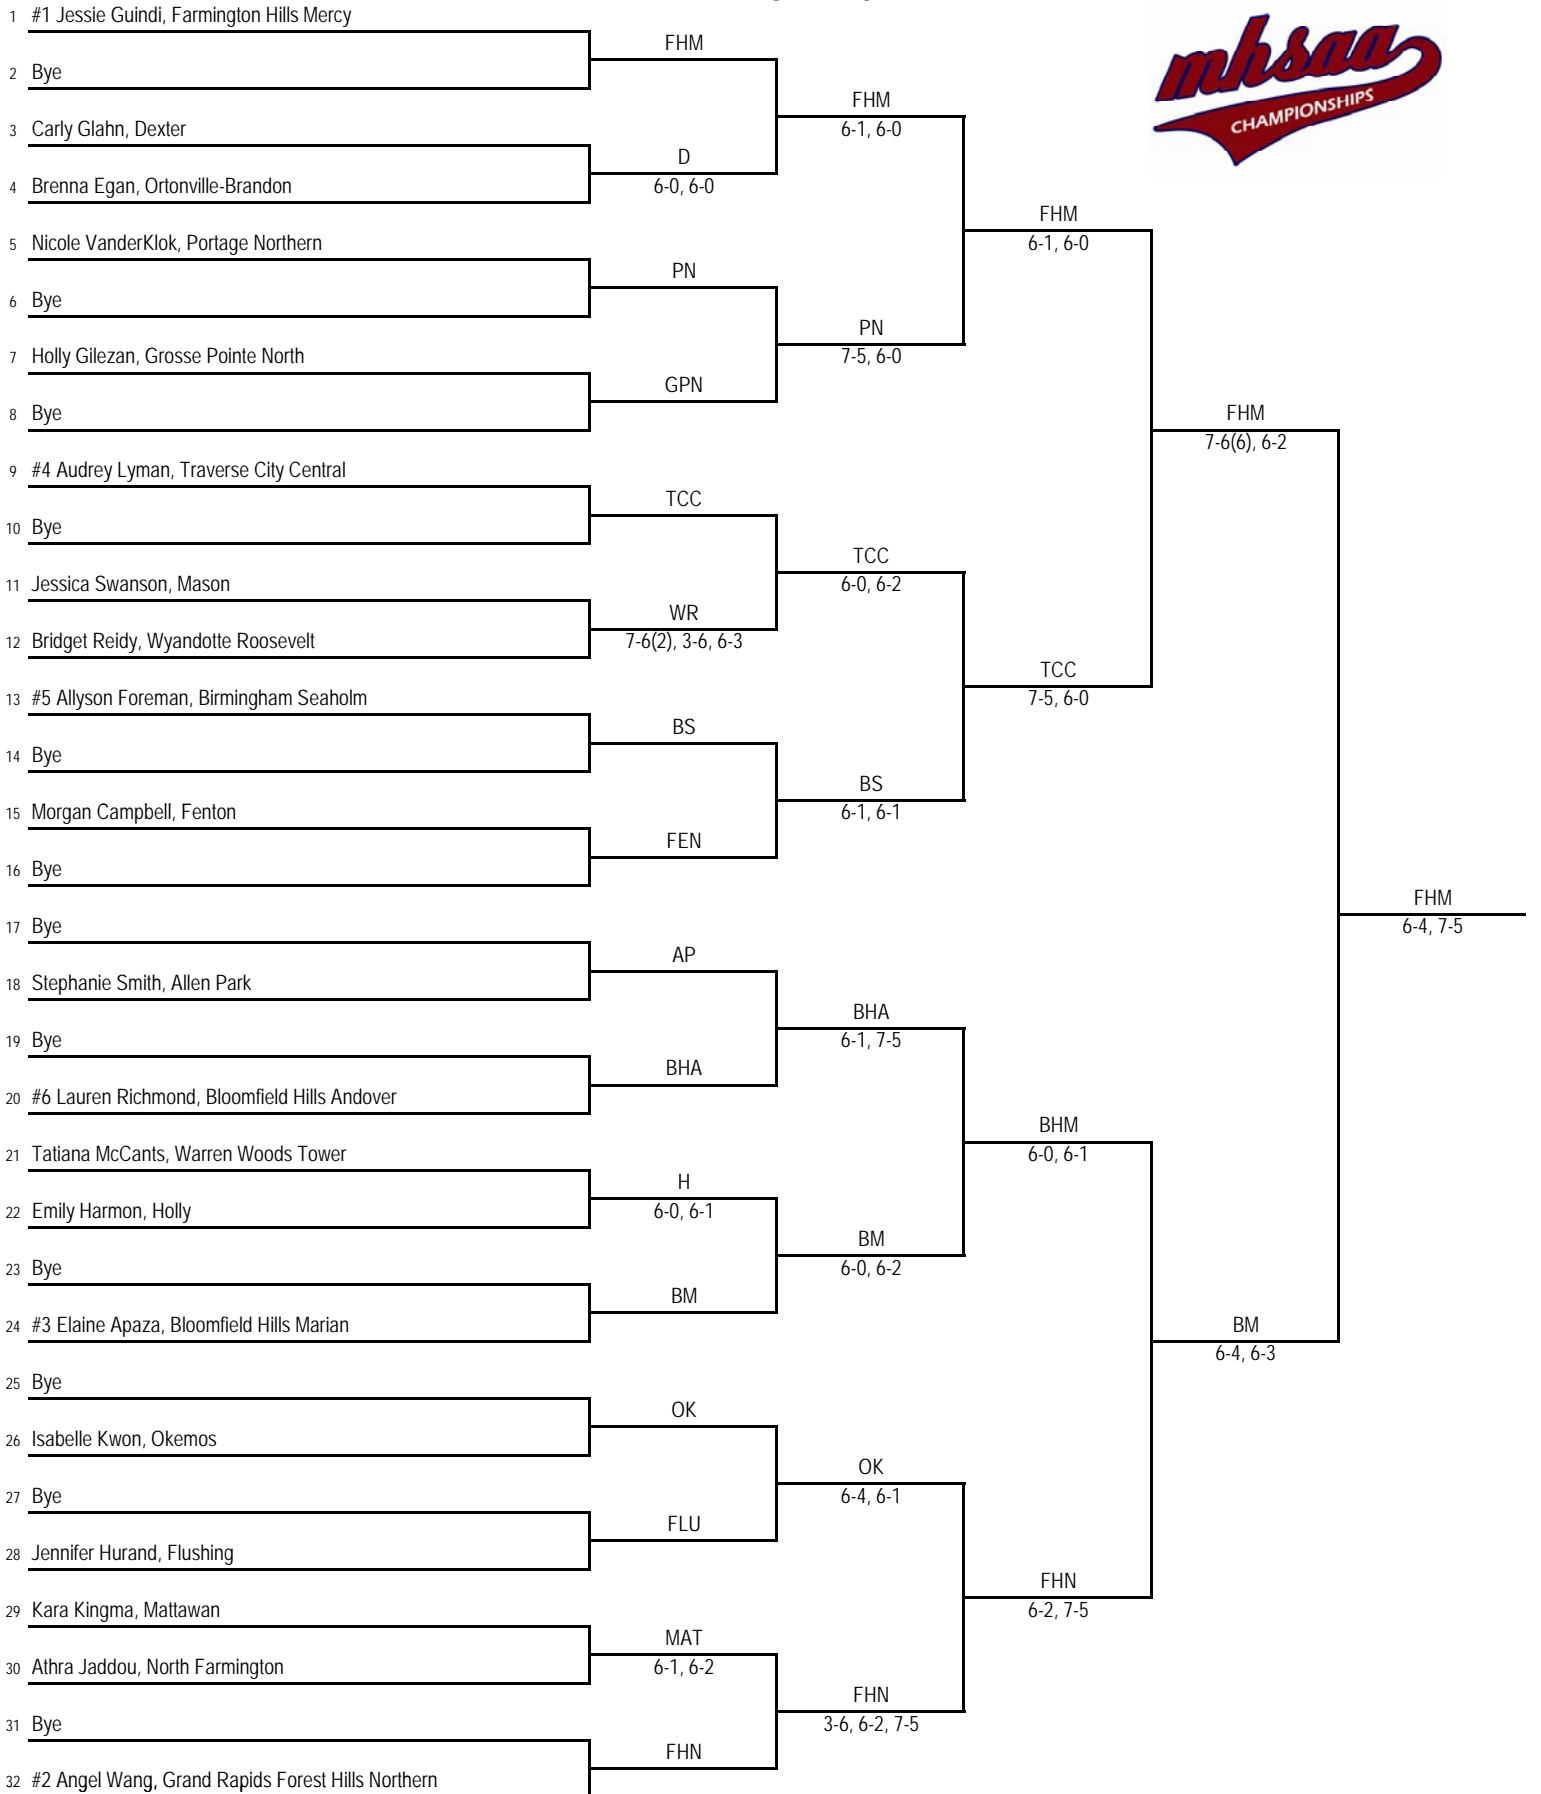 1 #1 Jessie Guindi, Farmington Hills Mercy
FHM
2 Bye
FHM
6-1, 6-0
3 Carly Glahn, Dexter
D
6-0, 6-0
4 Brenna Egan, Ortonville-Brandon
FHM
6-1, 6-0
5 Nicole VanderKlok, Portage Northern
PN
6 Bye
PN
7-5, 6-0
7 Holly Gilezan, Grosse Pointe North
GPN
8 Bye
FHM
7-6(6), 6-2
9 #4 Audrey Lyman, Traverse City Central
TCC
10 Bye
TCC
6-0, 6-2
11 Jessica Swanson, Mason
WR
7-6(2), 3-6, 6-3
12 Bridget Reidy, Wyandotte Roosevelt
TCC
7-5, 6-0
13 #5 Allyson Foreman, Birmingham Seaholm
BS
14 Bye
BS
6-1, 6-1
15 Morgan Campbell, Fenton
FEN
16 Bye
FHM
6-4, 7-5
17 Bye
AP
18 Stephanie Smith, Allen Park
BHA
6-1, 7-5
19 Bye
BHA
20 #6 Lauren Richmond, Bloomfield Hills Andover
BHM
6-0, 6-1
21 Tatiana McCants, Warren Woods Tower
H
6-0, 6-1
22 Emily Harmon, Holly
BM
6-0, 6-2
23 Bye
BM
24 #3 Elaine Apaza, Bloomfield Hills Marian
BM
6-4, 6-3
25 Bye
OK
26 Isabelle Kwon, Okemos
OK
6-4, 6-1
27 Bye
FLU
28 Jennifer Hurand, Flushing
FHN
6-2, 7-5
29 Kara Kingma, Mattawan
MAT
6-1, 6-2
30 Athra Jaddou, North Farmington
FHN
3-6, 6-2, 7-5
31 Bye
FHN
32 #2 Angel Wang, Grand Rapids Forest Hills Northern
mhsaa
CHAMPIONSHIPS